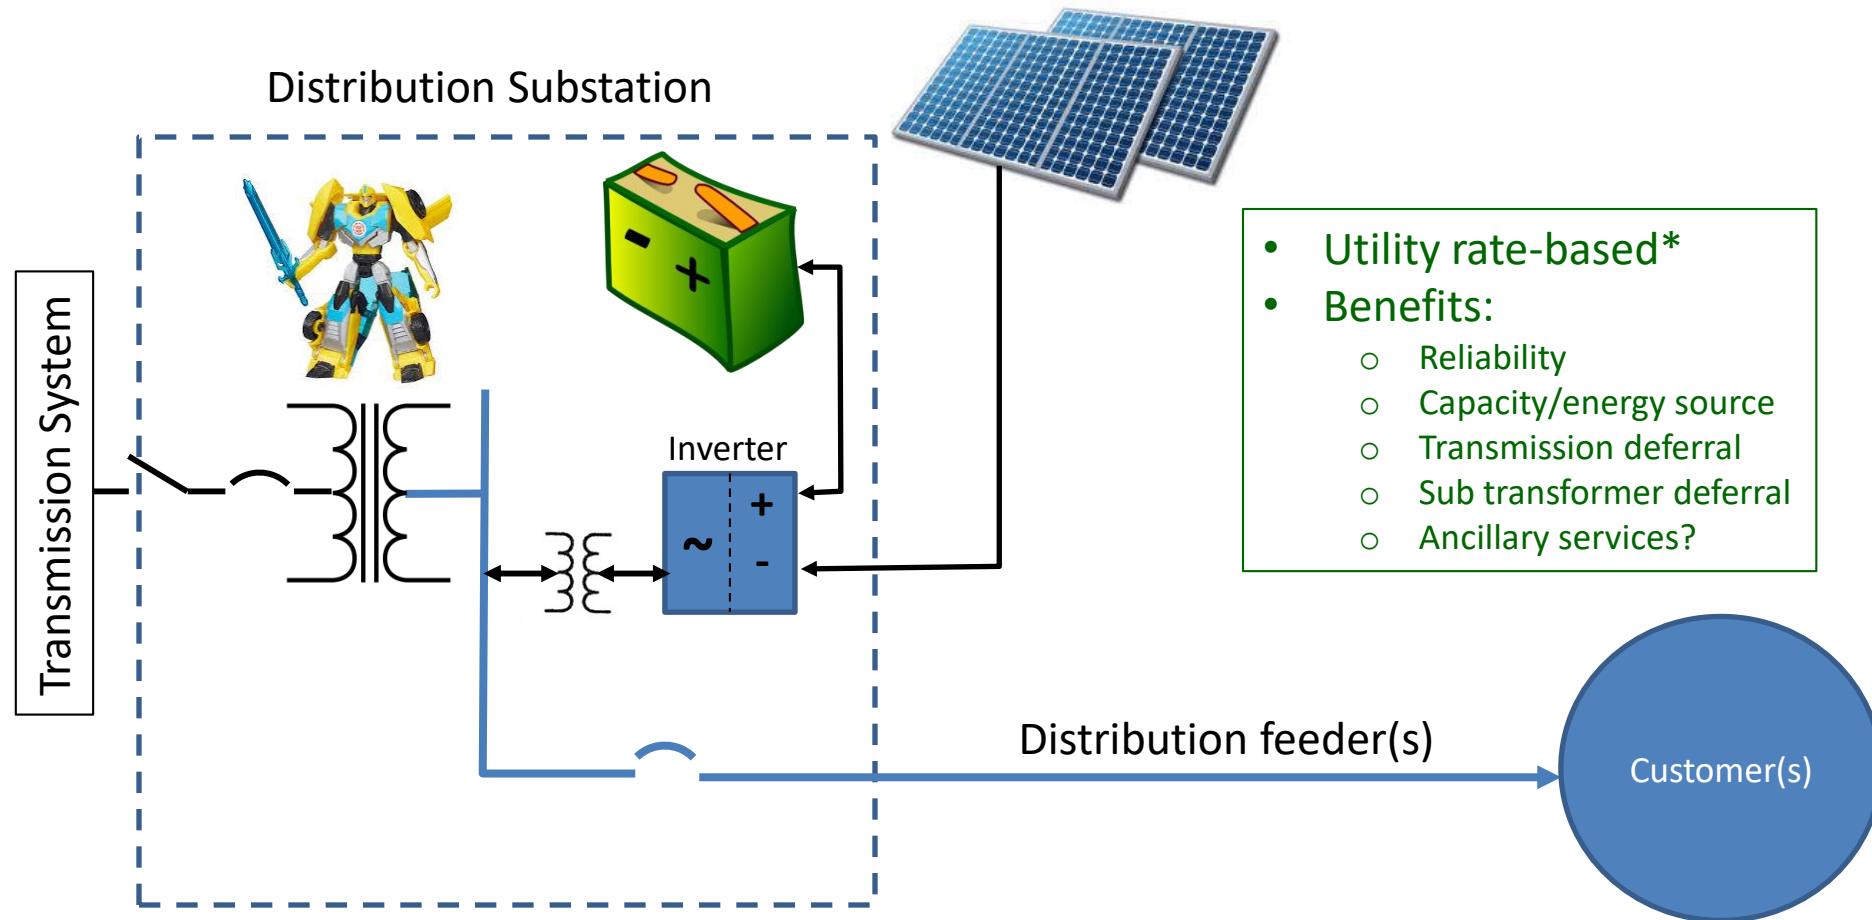 Distribution Substation
Transmission System
- +
Inverter
~ + -
• Utility rate-based*
• Benefits:
o Reliability
o Capacity/energy source
o Transmission deferral
o Sub transformer deferral
o Ancillary services?
Distribution feeder(s)
Customer(s)